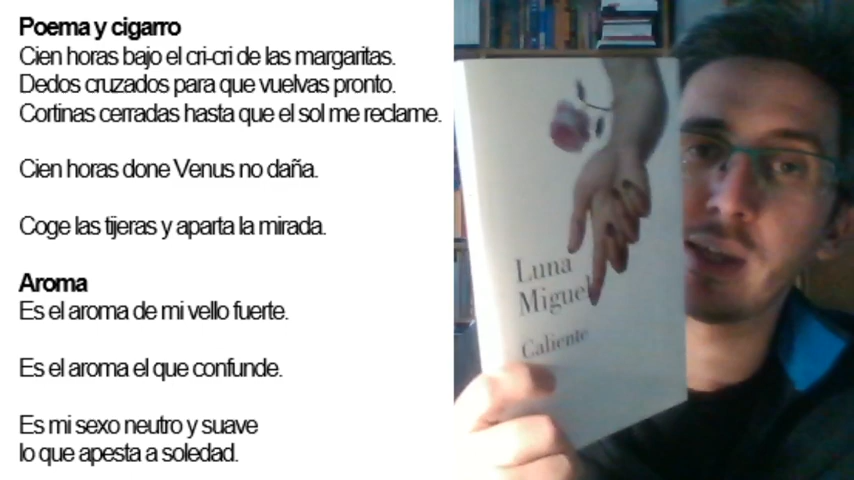 Poema y cigarro
Cien horas bajo el cri-cri de las margaritas.
Dedos cruzados para que vuelvas pronto.
Cortinas cerradas hasta que el sol me reclame.
Cien horas done Venus no daña.
Coge las tijeras y aparta la mirada.
Aroma
Es el aroma de mi vello fuerte.
Es el aroma el que confunde.
Es mi sexo neutro y suave
lo que apesta a soledad.
Luna
Miguel
Caliente